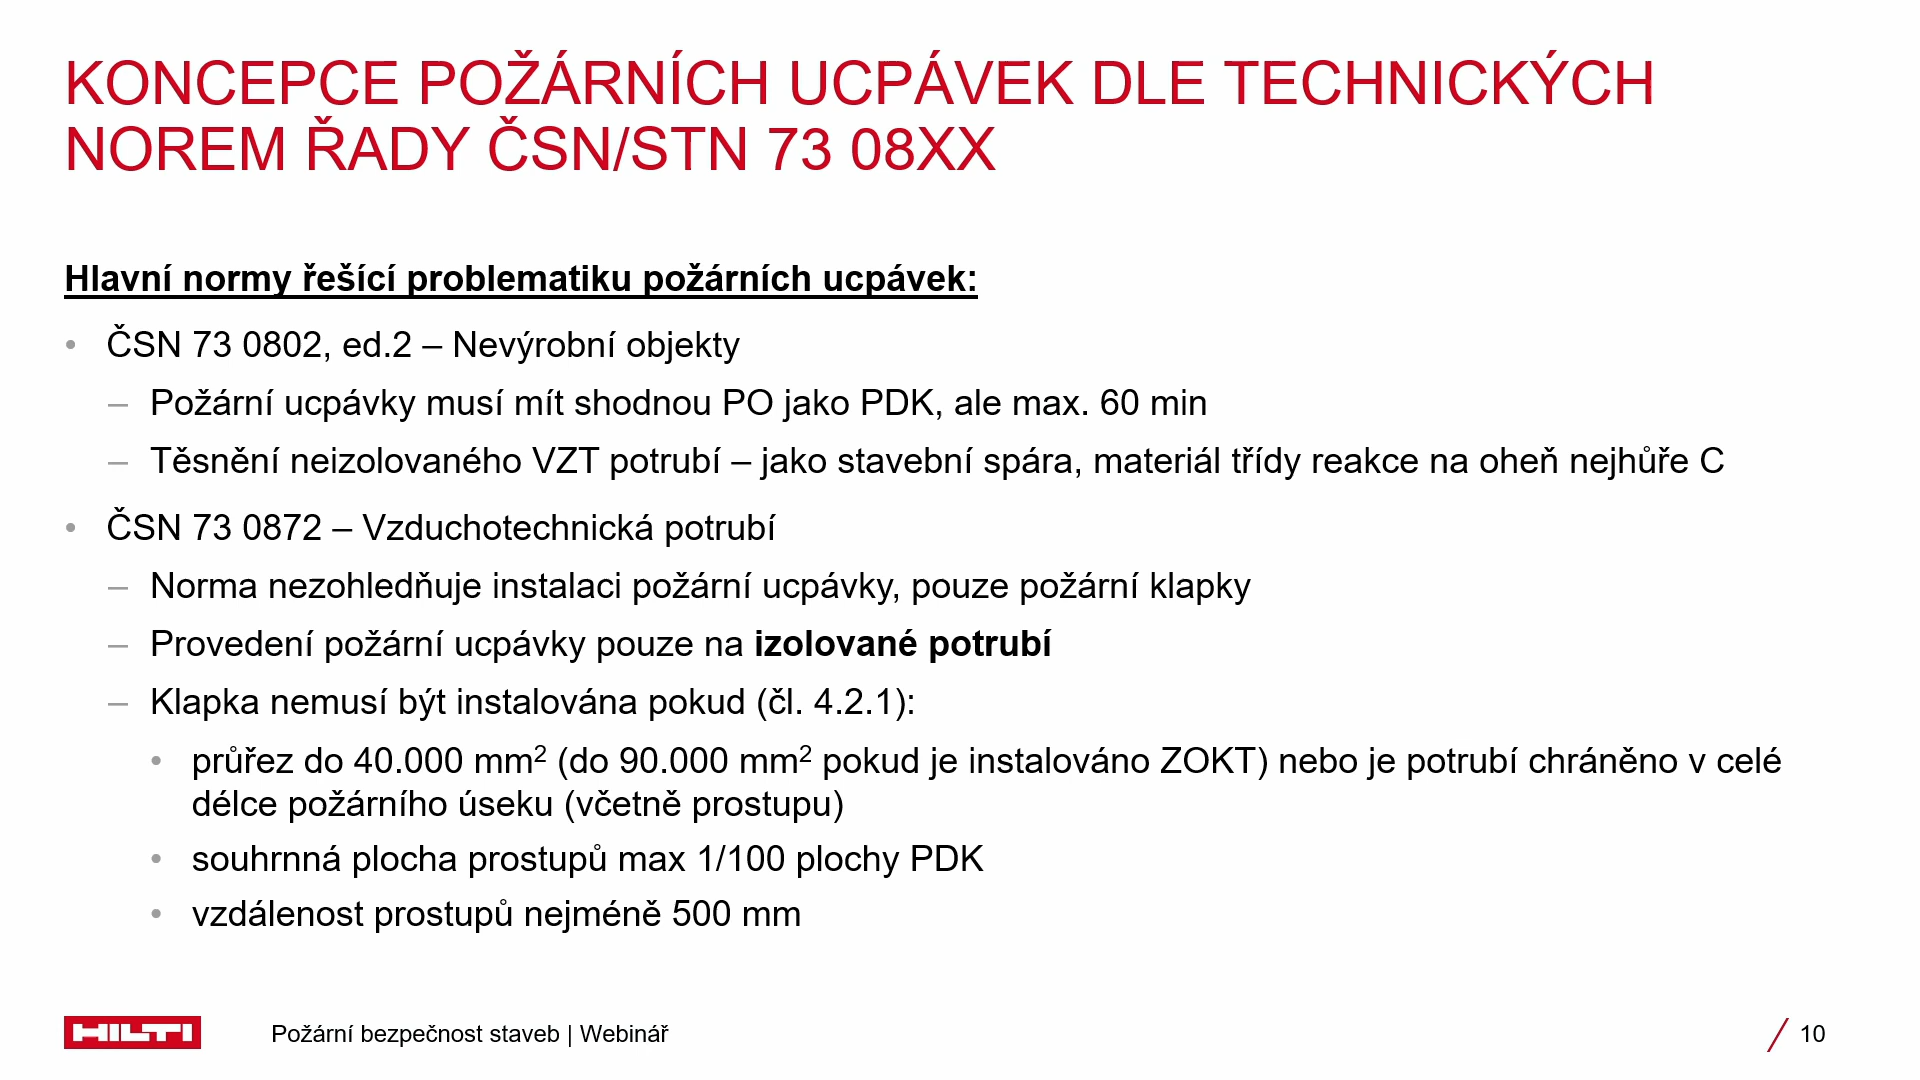 KONCEPCE POŽÁRNÍCH UCPÁVEK DLE TECHNICKÝCH
NOREM ŘADY ČSN/STN 73 08XX
Hlavní normy řešící problematiku požárních ucpávek:
• ČSN 73 0802, ed.2 – Nevýrobní objekty
– Požární ucpávky musí mít shodnou PO jako PDK, ale max. 60 min
– Těsnění neizolovaného VZT potrubí – jako stavební spára, materiál třídy reakce na oheň nejhůře C
• ČSN 73 0872 – Vzduchotechnická potrubí
– Norma nezohledňuje instalaci požární ucpávky, pouze požární klapky
– Provedení požární ucpávky pouze na izolované potrubí
– Klapka nemusí být instalována pokud (čl. 4.2.1):
• průřez do 40.000 mm² (do 90.000 mm² pokud je instalováno ZOKT) nebo je potrubí chráněno v celé
délce požárního úseku (včetně prostupu)
• souhrnná plocha prostupů max 1/100 plochy PDK
• vzdálenost prostupů nejméně 500 mm
HILTI
Požární bezpečnost staveb | Webinář
10